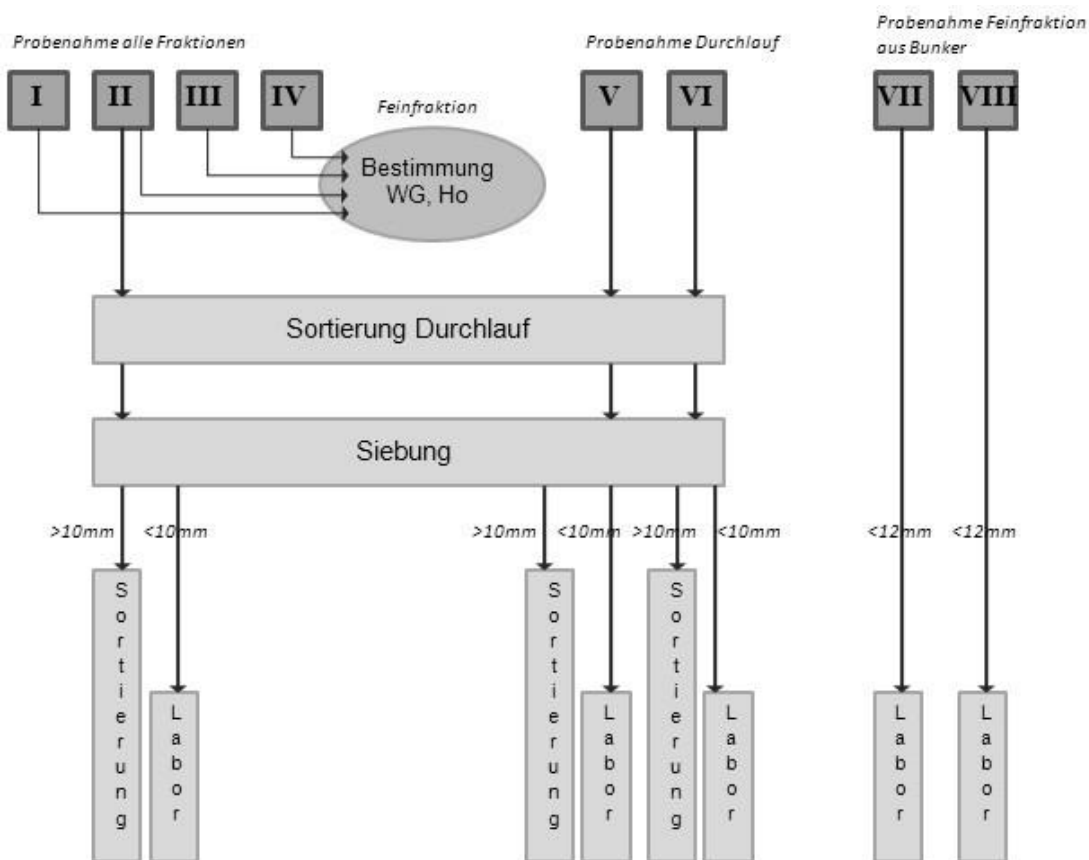 Probenahme alle Fraktionen
Probenahme Durchlauf
Probenahme Feinfraktion
aus Bunker
I
II
III
IV
V
VI
VII
VIII
Feinfraktion
Bestimmung
WG, Ho
Sortierung Durchlauf
Siebung
>10mm
<10mm
>10mm
<10mm
>10mm
<10mm
<12mm
<12mm
Sortierung
Labor
Sortierung
Labor
Sortierung
Labor
Labor
Labor